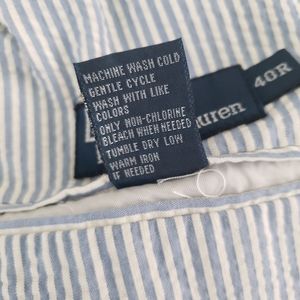 MACHINE WASH COLD
GENTLE CYCLE
WASH WITH LIKE
COLORS
ONLY NON-CHLORINE
BLEACH WHEN NEEDED
TUMBLE DRY LOW
WARM IRON
IF NEEDED
40R